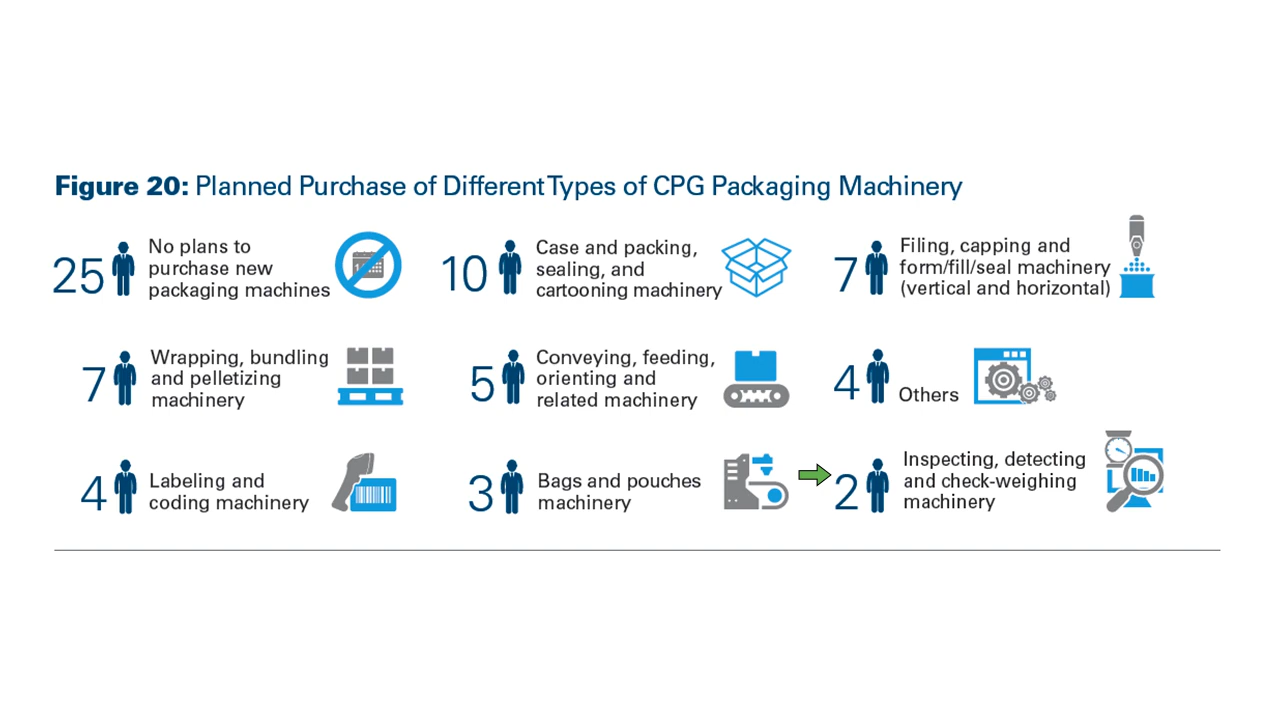 Figure 20: Planned Purchase of Different Types of CPG Packaging Machinery
25
No plans to
purchase new
packaging machines
10
Case and packing,
sealing, and
cartooning machinery
7
Filing, capping and
form/fill/seal machinery
(vertical and horizontal)
7
Wrapping, bundling
and pelletizing
machinery
5
Conveying, feeding,
orienting and
related machinery
4
Others
4
Labeling and
coding machinery
3
Bags and pouches
machinery
2
Inspecting, detecting
and check-weighing
machinery